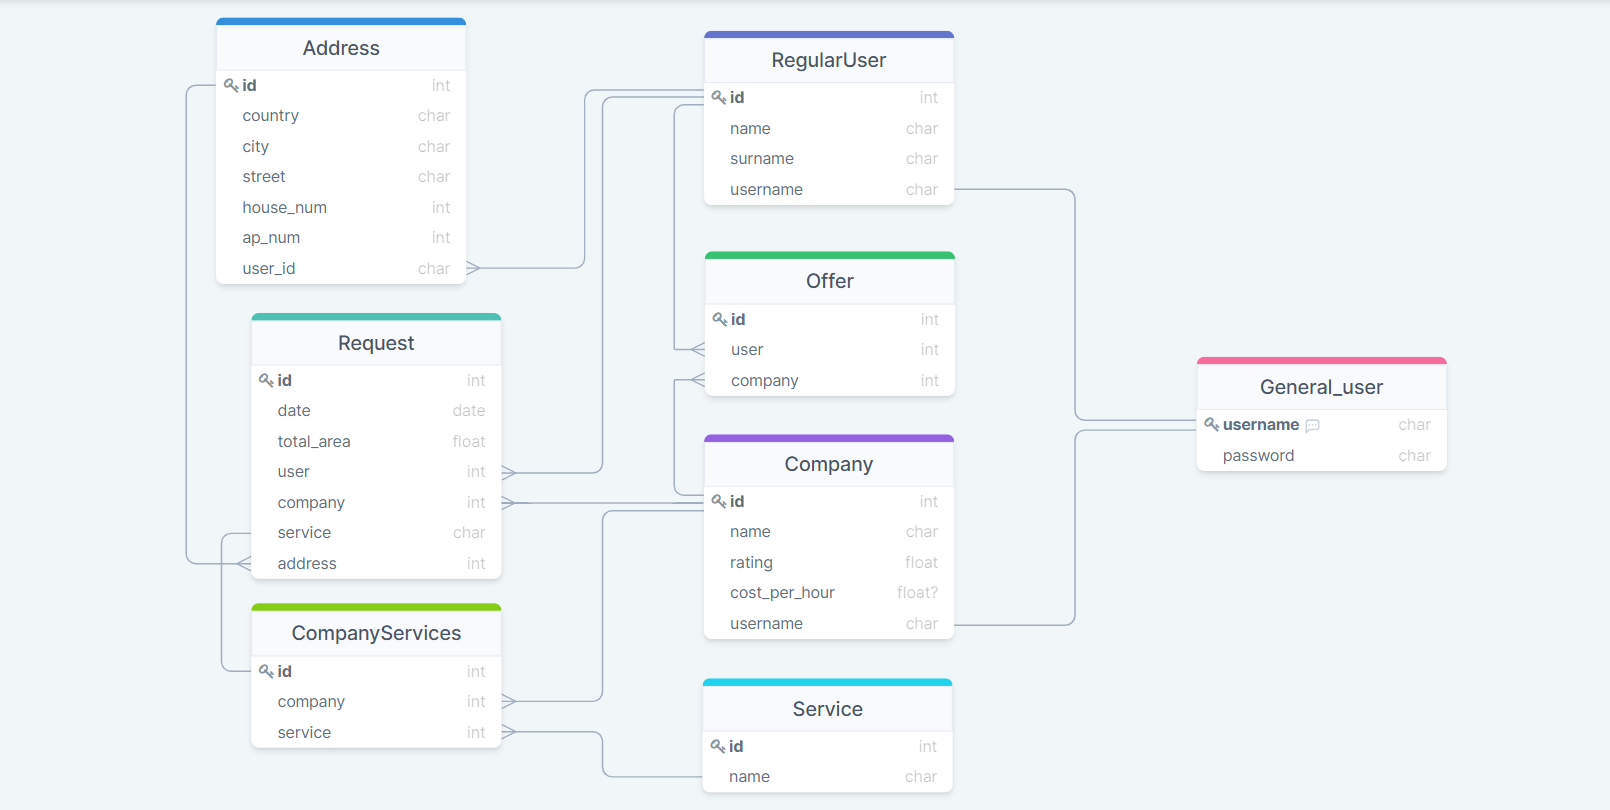 Address
id int
country char
city char
street char
house_num int
ap_num int
user_id char
Request
id int
date date
total_area float
user int
company int
service char
address int
CompanyServices
id int
company int
service int
RegularUser
id int
name char
surname char
username char
Offer
id int
user int
company int
Company
id int
name char
rating float
cost_per_hour float?
username char
Service
id int
name char
General_user
username char
password char